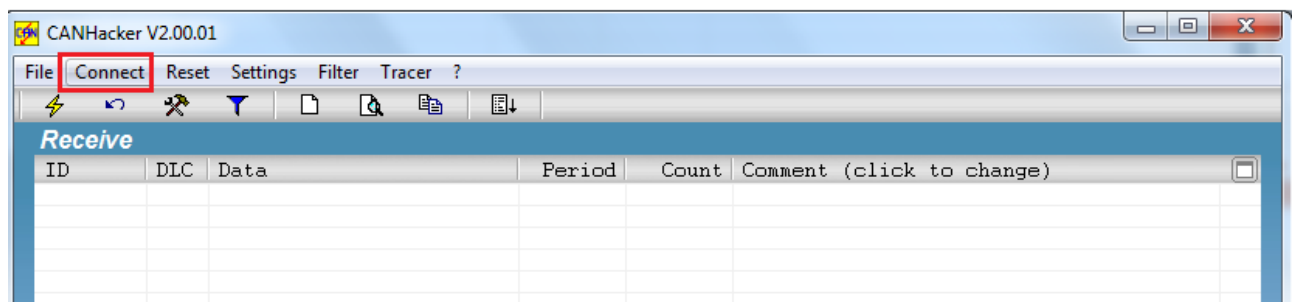 CAN CANHacker V2.00.01
File Connect Reset Settings Filter Tracer ?
Receive
ID DLC Data Period Count Comment (click to change)